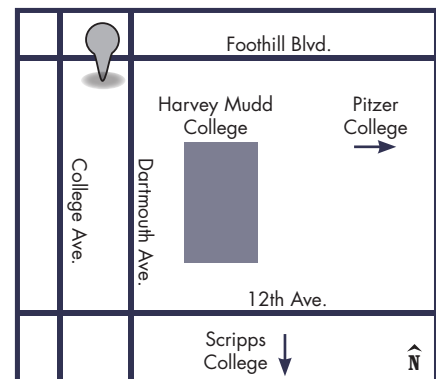 Foothill Blvd.
Harvey Mudd
College
Pitzer
College
College Ave.
Dartmouth Ave.
12th Ave.
Scripps
College
N